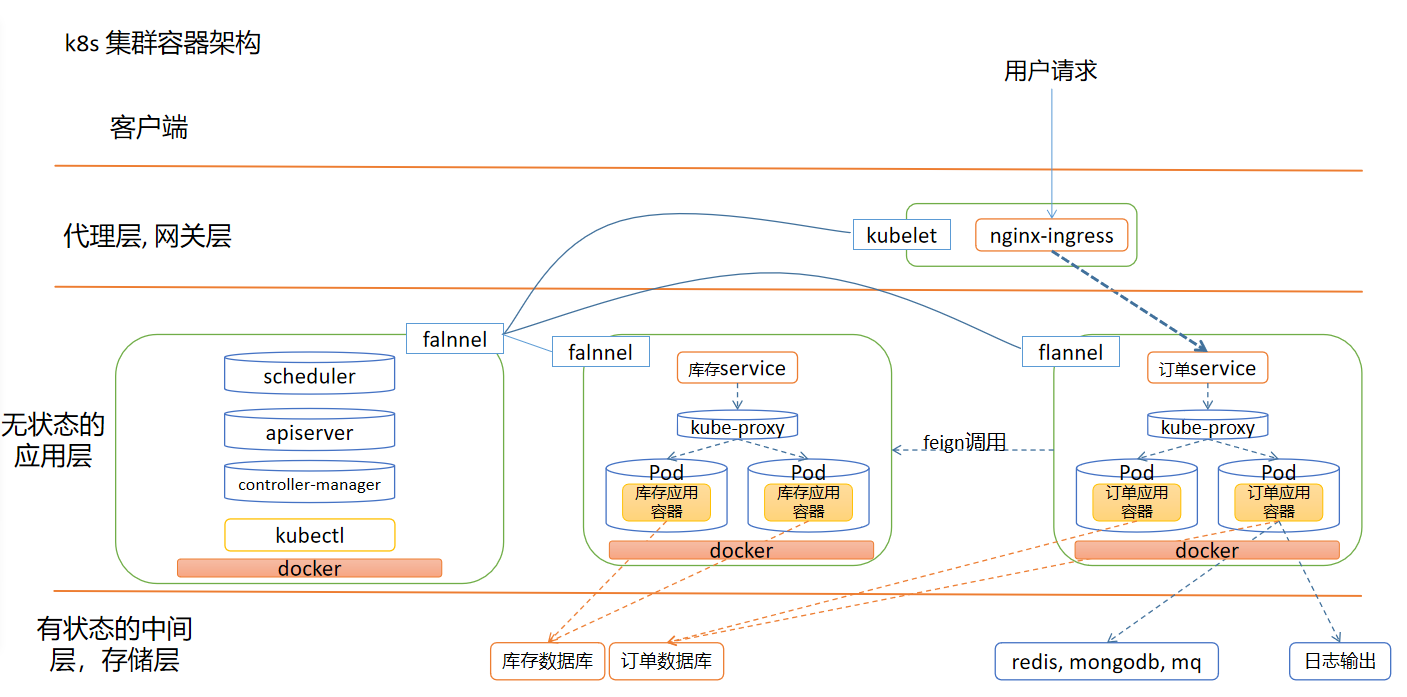 k8s 集群容器架构
用户请求
客户端
代理层, 网关层
kubelet
nginx-ingress
falnnel
falnnel
flannel
scheduler
apiserver
controller-manager
kubectl
docker
库存service
kube-proxy
Pod
库存应用
容器
Pod
库存应用
容器
docker
feign调用
订单service
kube-proxy
Pod
订单应用
容器
Pod
订单应用
容器
docker
无状态的
应用层
有状态的中间
层，存储层
库存数据库
订单数据库
redis, mongodb, mq
日志输出